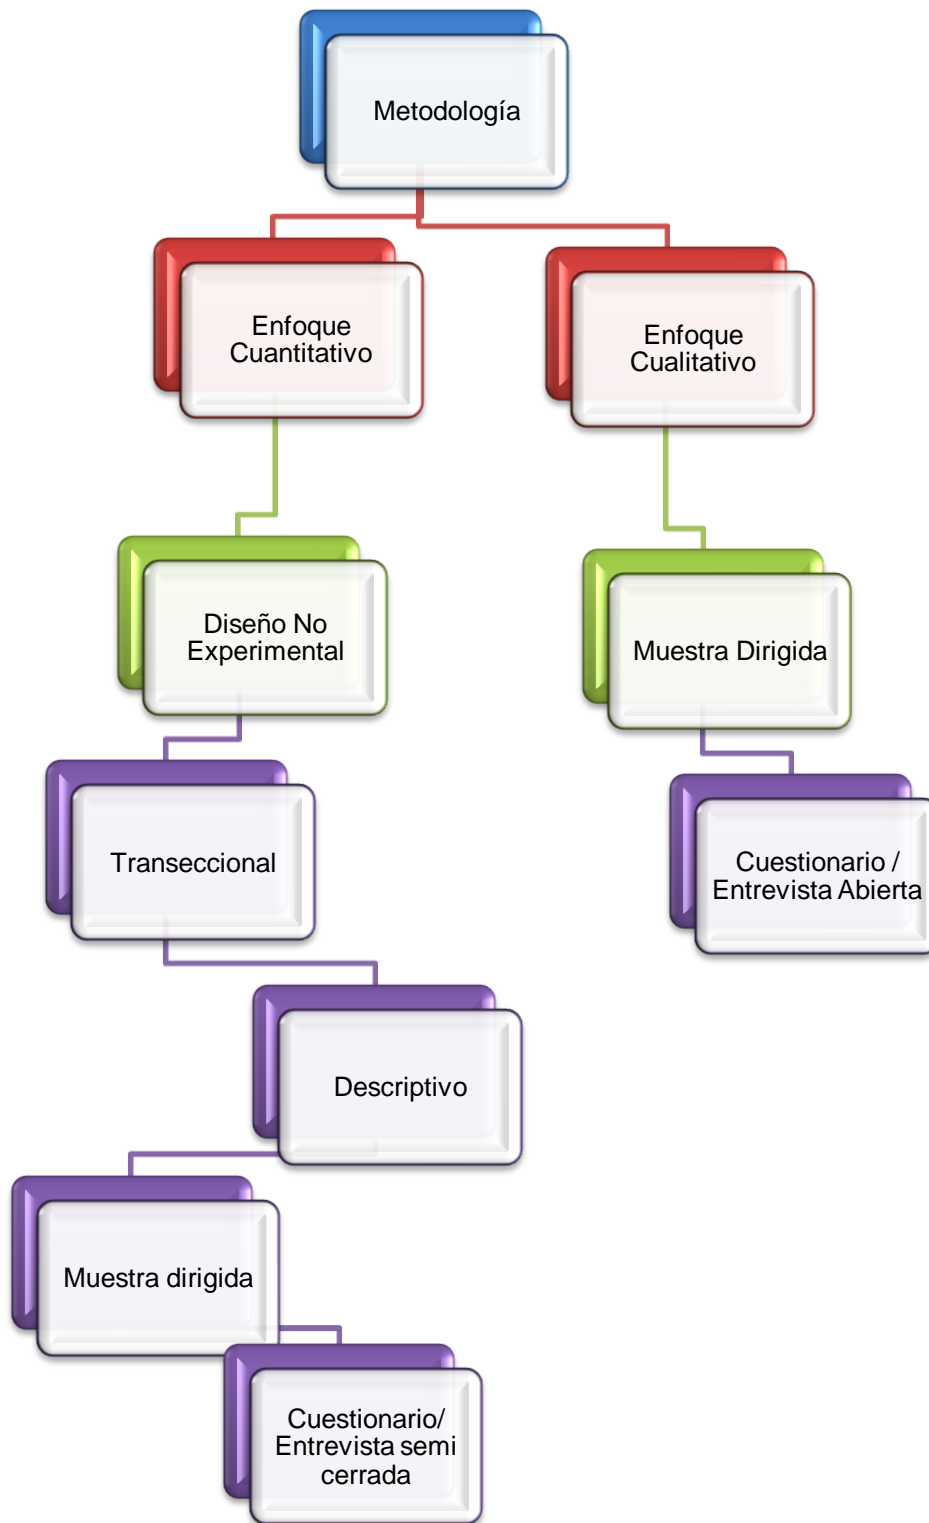 Metodología
Enfoque
Cuantitativo
Enfoque
Cualitativo
Diseño No
Experimental
Muestra Dirigida
Transeccional
Cuestionario /
Entrevista Abierta
Descriptivo
Muestra dirigida
Cuestionario/
Entrevista semi
cerrada